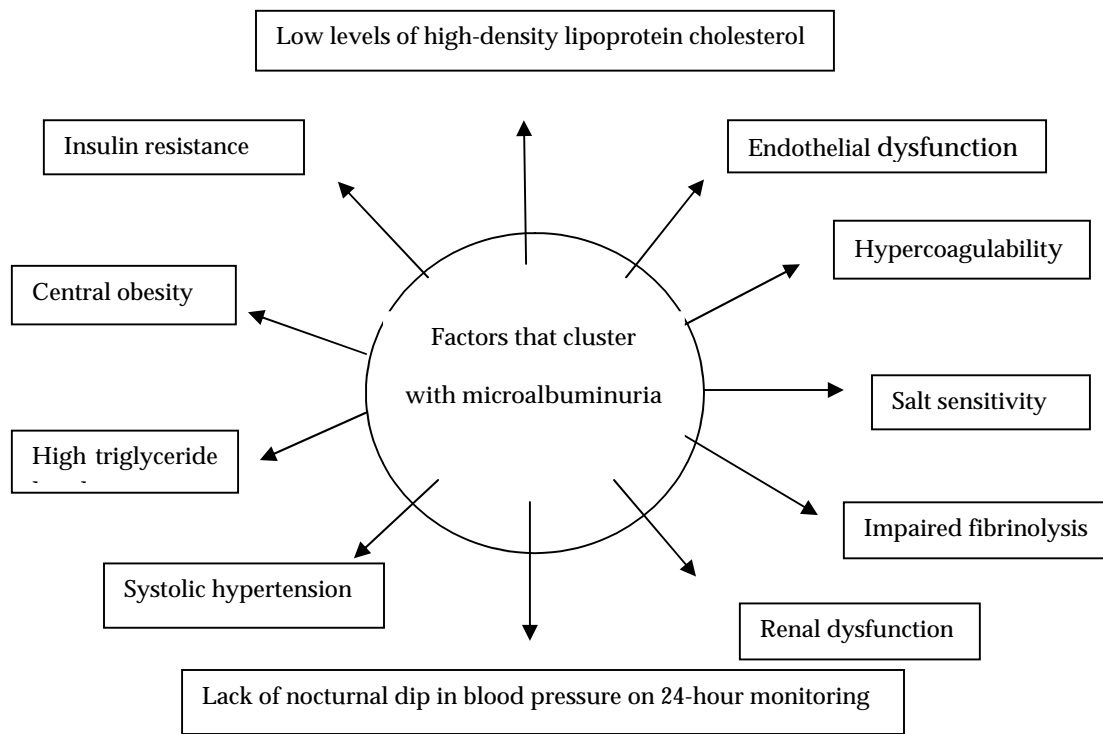 Low levels of high-density lipoprotein cholesterol
Insulin resistance
Endothelial dysfunction
Hypercoagulability
Central obesity
Factors that cluster
with microalbuminuria
Salt sensitivity
High triglyceride
Impaired fibrinolysis
Systolic hypertension
Renal dysfunction
Lack of nocturnal dip in blood pressure on 24-hour monitoring